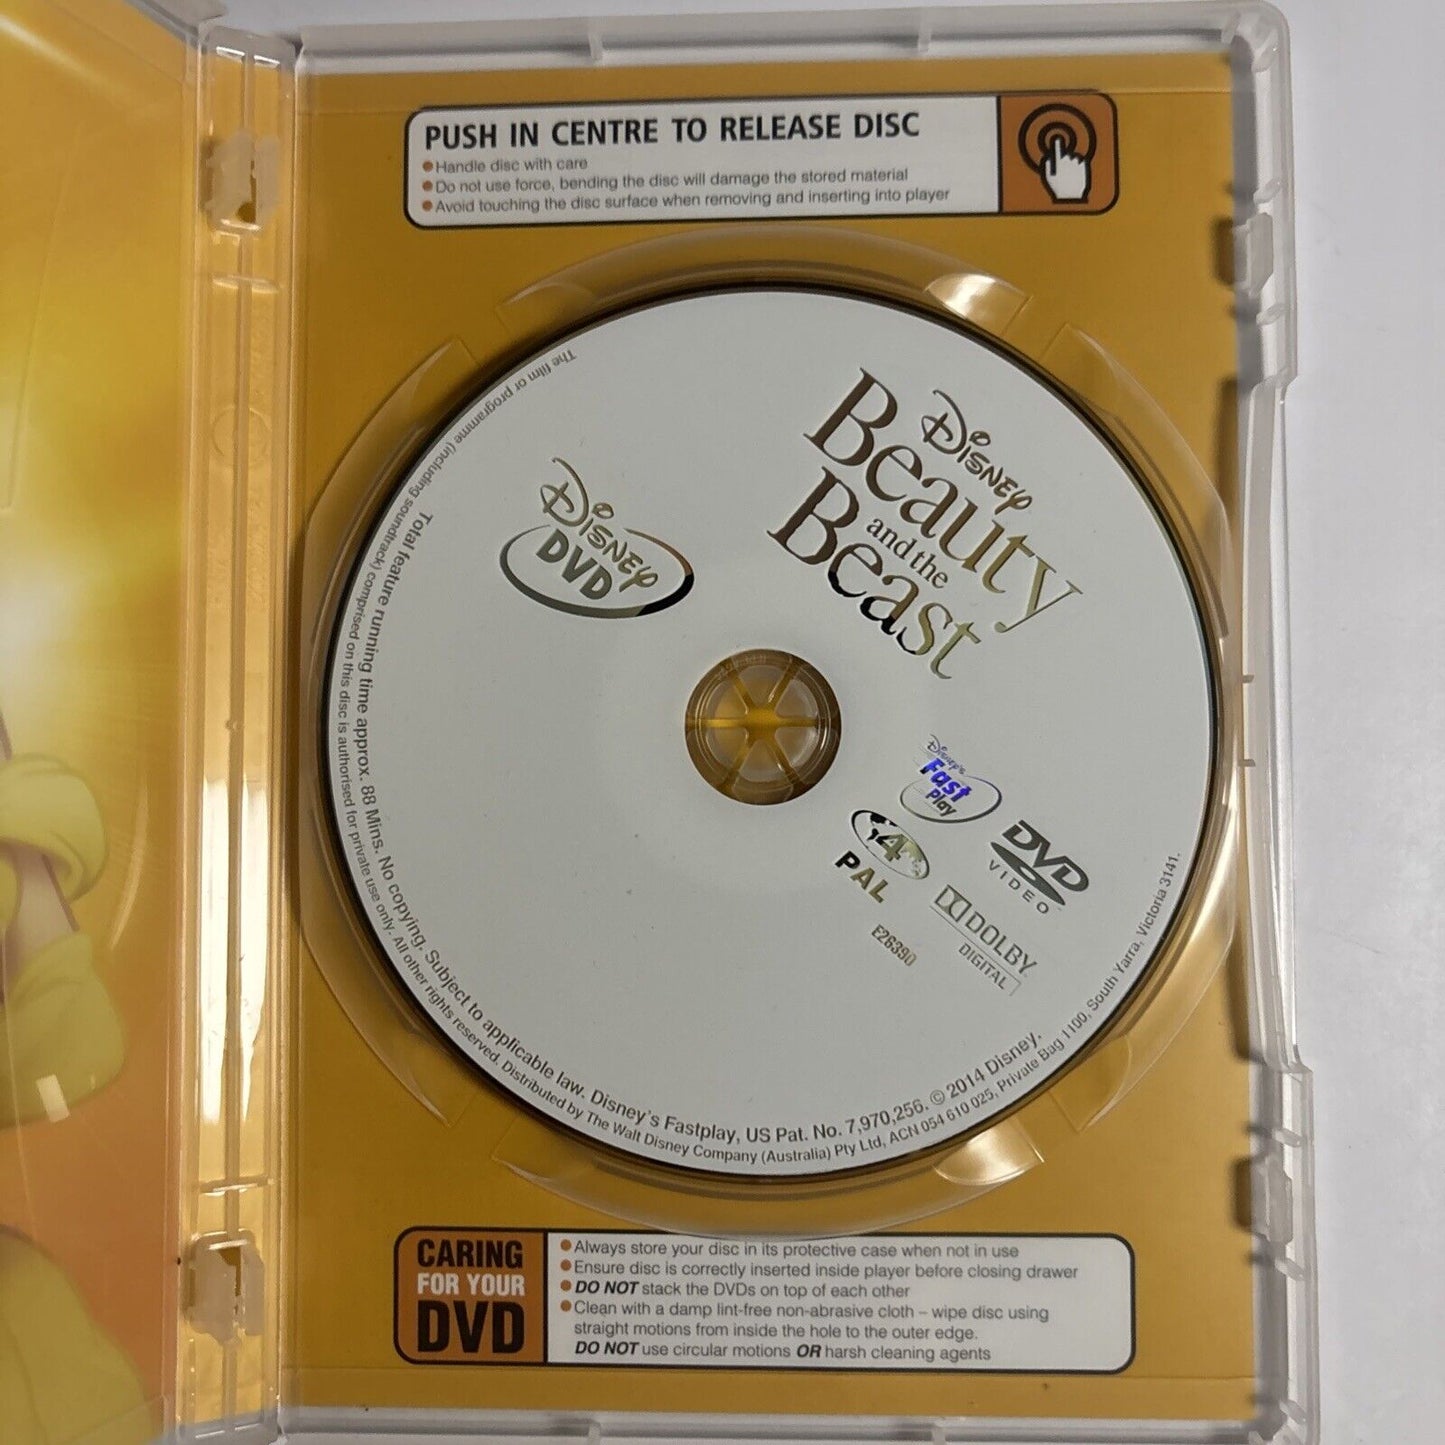 PUSH IN CENTRE TO RELEASE DISC
Handle disc with care
Do not use force, bending the disc will damage the stored material
Avoid touching the disc surface when removing and inserting into player
Disney
Beauty
and the
Beast
Disney
DVD
Disney's
Fast
Play
4
PAL
DVD
VIDEO
DOLBY
DIGITAL
E26390
Total feature running time approx. 88 Mins. No copying. Subject to applicable law. Disney's Fastplay, US Pat. No. 7,970,256. © 2014 Disney.
The film or programme (including soundtrack) comprised on this disc is authorised for private use only. All other rights reserved. Distributed by The Walt Disney Company (Australia) Pty Ltd, ACN 054 610 025, Private Bag 1100, South Yarra, Victoria 3141.
CARING
FOR YOUR
DVD
Always store your disc in its protective case when not in use
Ensure disc is correctly inserted inside player before closing drawer
DO NOT stack the DVDs on top of each other
Clean with a damp lint-free non-abrasive cloth – wipe disc using
straight motions from inside the hole to the outer edge.
DO NOT use circular motions OR harsh cleaning agents